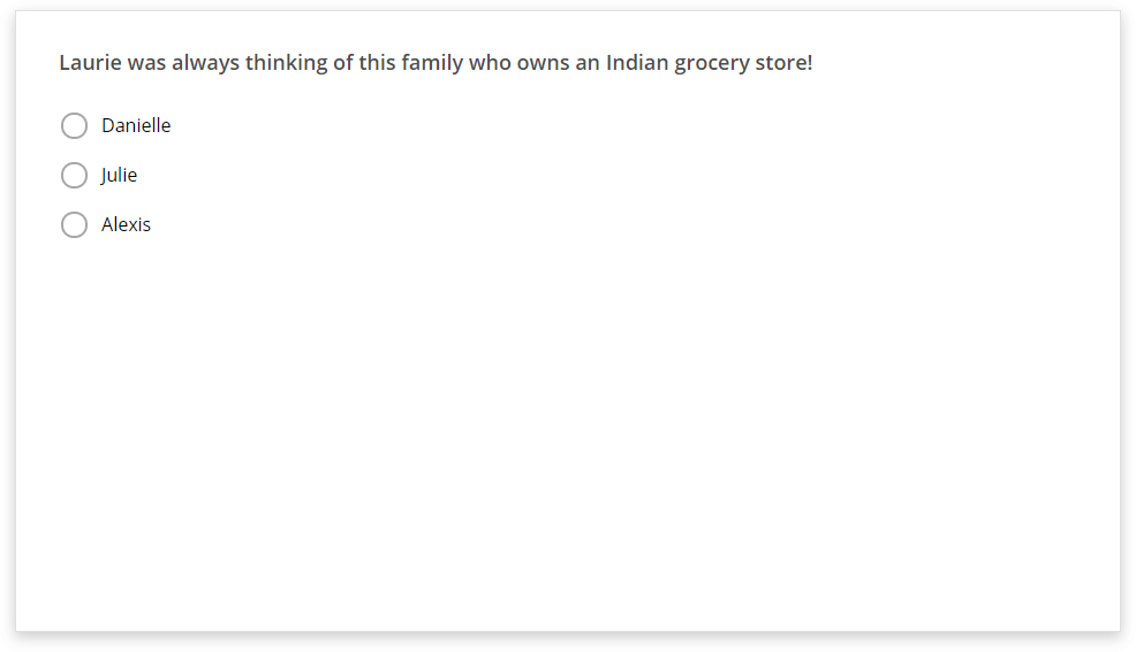 Laurie was always thinking of this family who owns an Indian grocery store!
Danielle
Julie
Alexis